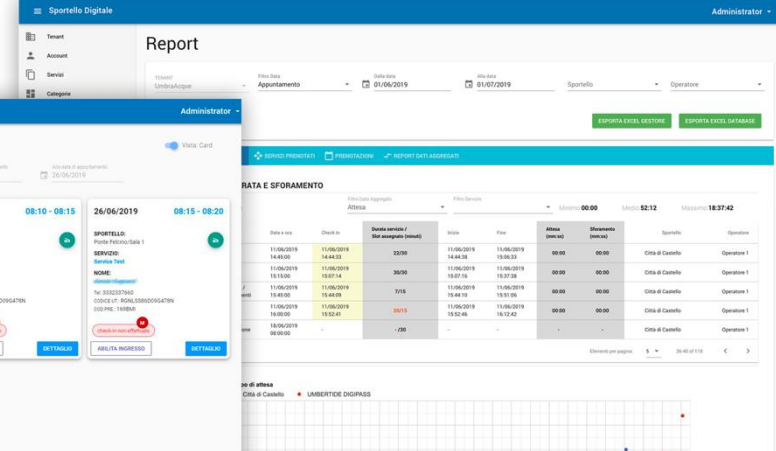 Sportello Digitale
Administrator
Tenant
Account
Servizi
Categorie
Report
TENANT
UmbraAcque
Filtro Data
Appuntamento
Dalla data
01/06/2019
Alla data
01/07/2019
Sportello
Operatore
ESPORTA EXCEL GESTORE
ESPORTA EXCEL DATABASE
SERVIZI PRENOTATI
PRENOTAZIONI
REPORT DATI AGGREGATI
RATA E SFORAMENTO
Filtro Dato Aggregato
Attesa
Filtro Servizio
Minimo 00:00
Medio 52:12
Massimo 18:37:42
Data e ora
Check In
Durata servizio /
Slot assegnato (minuti)
Inizio
Fine
Attesa
(mm:ss)
Sforamento
(mm:ss)
Sportello
Operatore
11/06/2019
14:45:00
11/06/2019
14:44:33
22/30
11/06/2019
14:44:38
11/06/2019
15:06:33
00:00
00:00
Città di Castello
Operatore 1
11/06/2019
15:15:00
11/06/2019
15:07:14
30/30
11/06/2019
15:07:16
11/06/2019
15:37:38
00:00
00:00
Città di Castello
Operatore 1
11/06/2019
15:45:00
11/06/2019
15:44:09
7/15
11/06/2019
15:44:10
11/06/2019
15:51:06
00:00
00:00
Città di Castello
Operatore 1
11/06/2019
16:00:00
11/06/2019
15:52:41
20/15
11/06/2019
15:52:46
11/06/2019
16:12:42
00:00
00:00
Città di Castello
Operatore 1
18/06/2019
08:00:00
-
- /20
-
-
-
-
Città di Castello
Operatore 1
Elementi per pagina:
5
36-40 of 118
po di attesa
Città di Castello
UMBERTIDE DIGIPASS
Administrator
Vista: Card
26/06/2019
08:10 - 08:15
26/06/2019
08:15 - 08:20
SPORTELLO:
Ponte Felcino/Sala 1
SERVIZIO:
Service Test
NOME:
Tel: 3332337660
M
check-in non effettuato
DETTAGLIO
ABILITA INGRESSO
DETTAGLIO